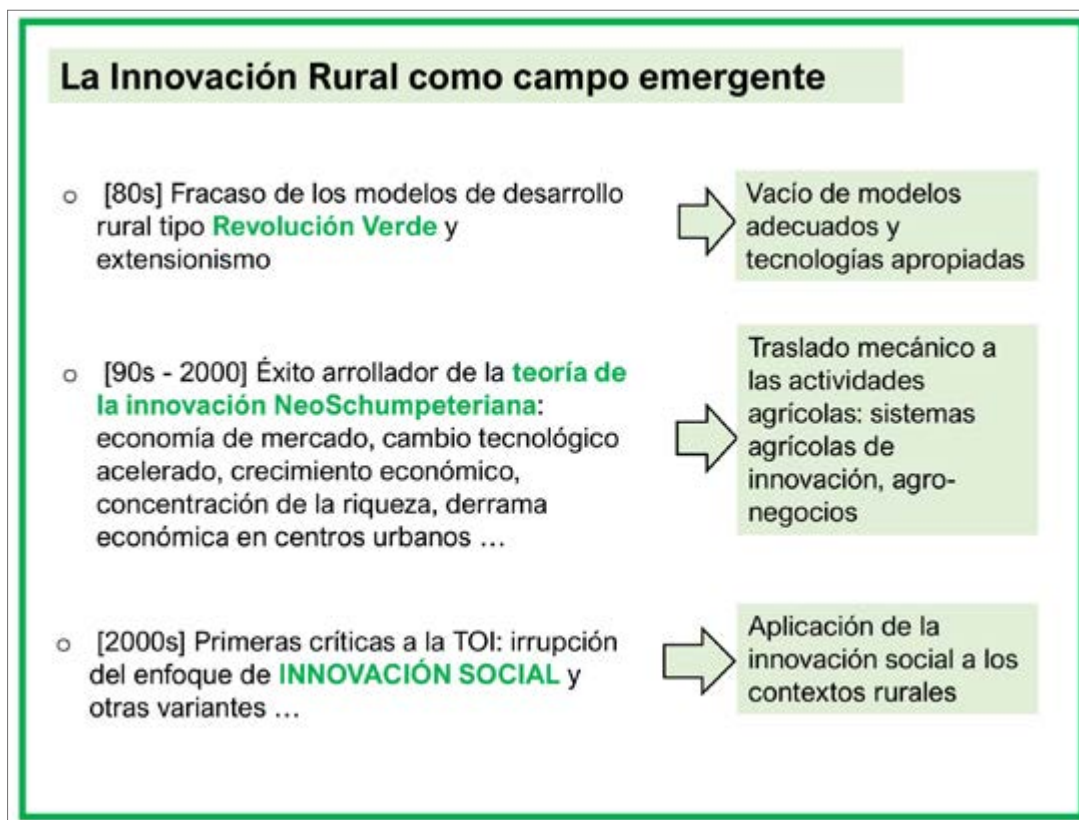 La Innovación Rural como campo emergente
o [80s] Fracaso de los modelos de desarrollo
rural tipo Revolución Verde y
extensionismo
Vacío de modelos
adecuados y
tecnologías apropiadas
o [90s - 2000] Éxito arrollador de la teoría de
la innovación NeoSchumpeteriana:
economía de mercado, cambio tecnológico
acelerado, crecimiento económico,
concentración de la riqueza, derrama
económica en centros urbanos ...
Traslado mecánico a
las actividades
agrícolas: sistemas
agrícolas de
innovación, agro-
negocios
o [2000s] Primeras críticas a la TOI: irrupción
del enfoque de INNOVACIÓN SOCIAL y
otras variantes ...
Aplicación de la
innovación social a los
contextos rurales